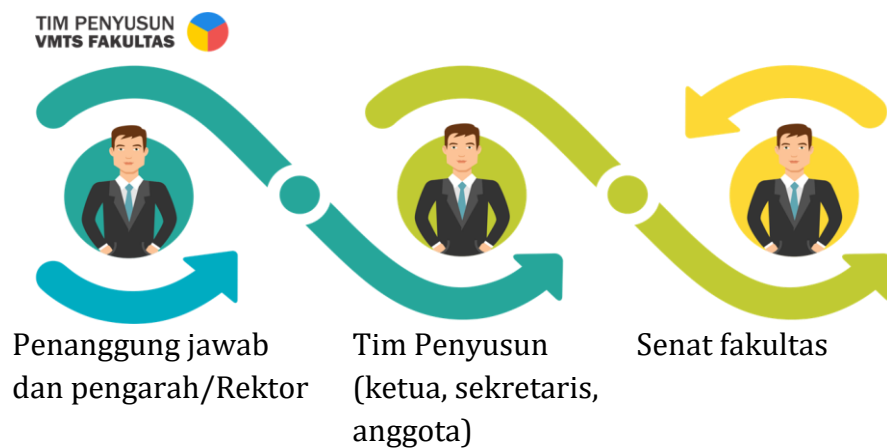 TIM PENYUSUN
VMTS FAKULTAS
Penanggung jawab
dan pengarah/Rektor
Tim Penyusun
(ketua, sekretaris,
anggota)
Senat fakultas